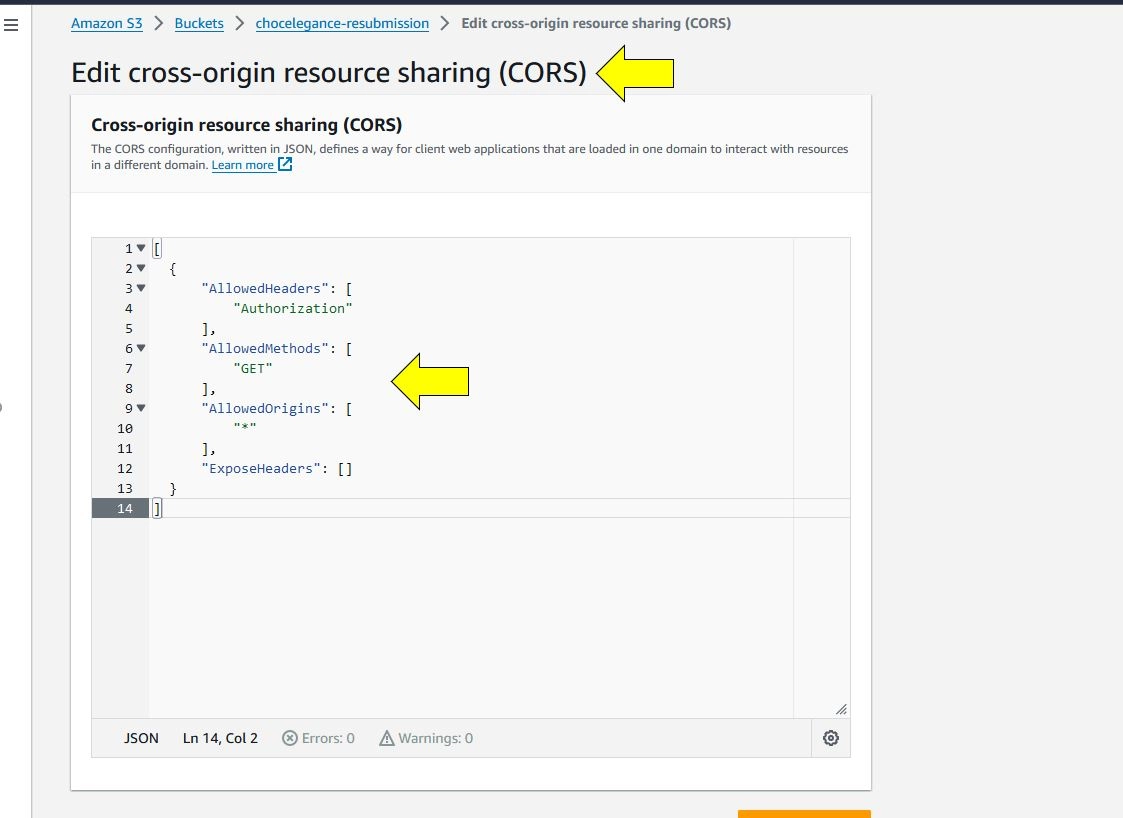 Amazon S3 > Buckets > chocelegance-resubmission > Edit cross-origin resource sharing (CORS)
Edit cross-origin resource sharing (CORS)
Cross-origin resource sharing (CORS)
The CORS configuration, written in JSON, defines a way for client web applications that are loaded in one domain to interact with resources
in a different domain. Learn more
1 [
2 {
3 "AllowedHeaders": [
4 "Authorization"
5 ],
6 "AllowedMethods": [
7 "GET"
8 ],
9 "AllowedOrigins": [
10 "*"
11 ],
12 "ExposeHeaders": []
13 }
14 ]
JSON Ln 14, Col 2 Errors: 0 Warnings: 0